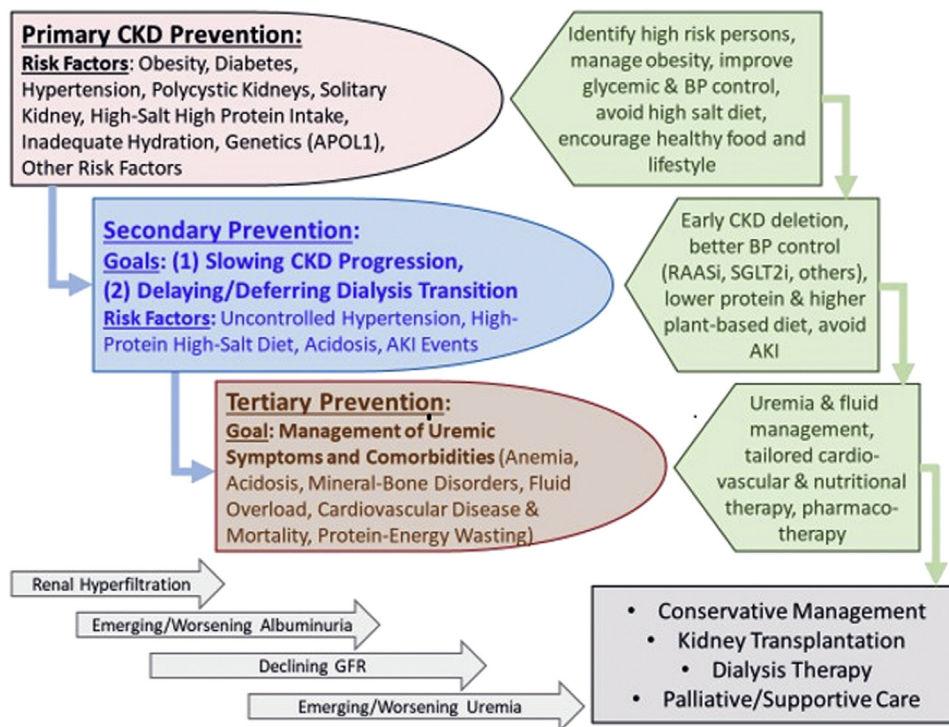 Primary CKD Prevention:
Risk Factors: Obesity, Diabetes,
Hypertension, Polycystic Kidneys, Solitary
Kidney, High-Salt High Protein Intake,
Inadequate Hydration, Genetics (APOL1),
Other Risk Factors
Identify high risk persons,
manage obesity, improve
glycemic & BP control,
avoid high salt diet,
encourage healthy food and
lifestyle
Secondary Prevention:
Goals: (1) Slowing CKD Progression,
(2) Delaying/Deferring Dialysis Transition
Risk Factors: Uncontrolled Hypertension, High-
Protein High-Salt Diet, Acidosis, AKI Events
Early CKD deletion,
better BP control
(RAASi, SGLT2i, others),
lower protein & higher
plant-based diet, avoid
AKI
Tertiary Prevention:
Goal: Management of Uremic
Symptoms and Comorbidities (Anemia,
Acidosis, Mineral-Bone Disorders, Fluid
Overload, Cardiovascular Disease &
Mortality, Protein-Energy Wasting)
Uremia & fluid
management,
tailored cardio-
vascular &
nutritional
therapy, pharmaco-
therapy
Renal Hyperfiltration
Emerging/Worsening Albuminuria
Declining GFR
Emerging/Worsening Uremia
• Conservative Management
• Kidney Transplantation
• Dialysis Therapy
• Palliative/Supportive Care